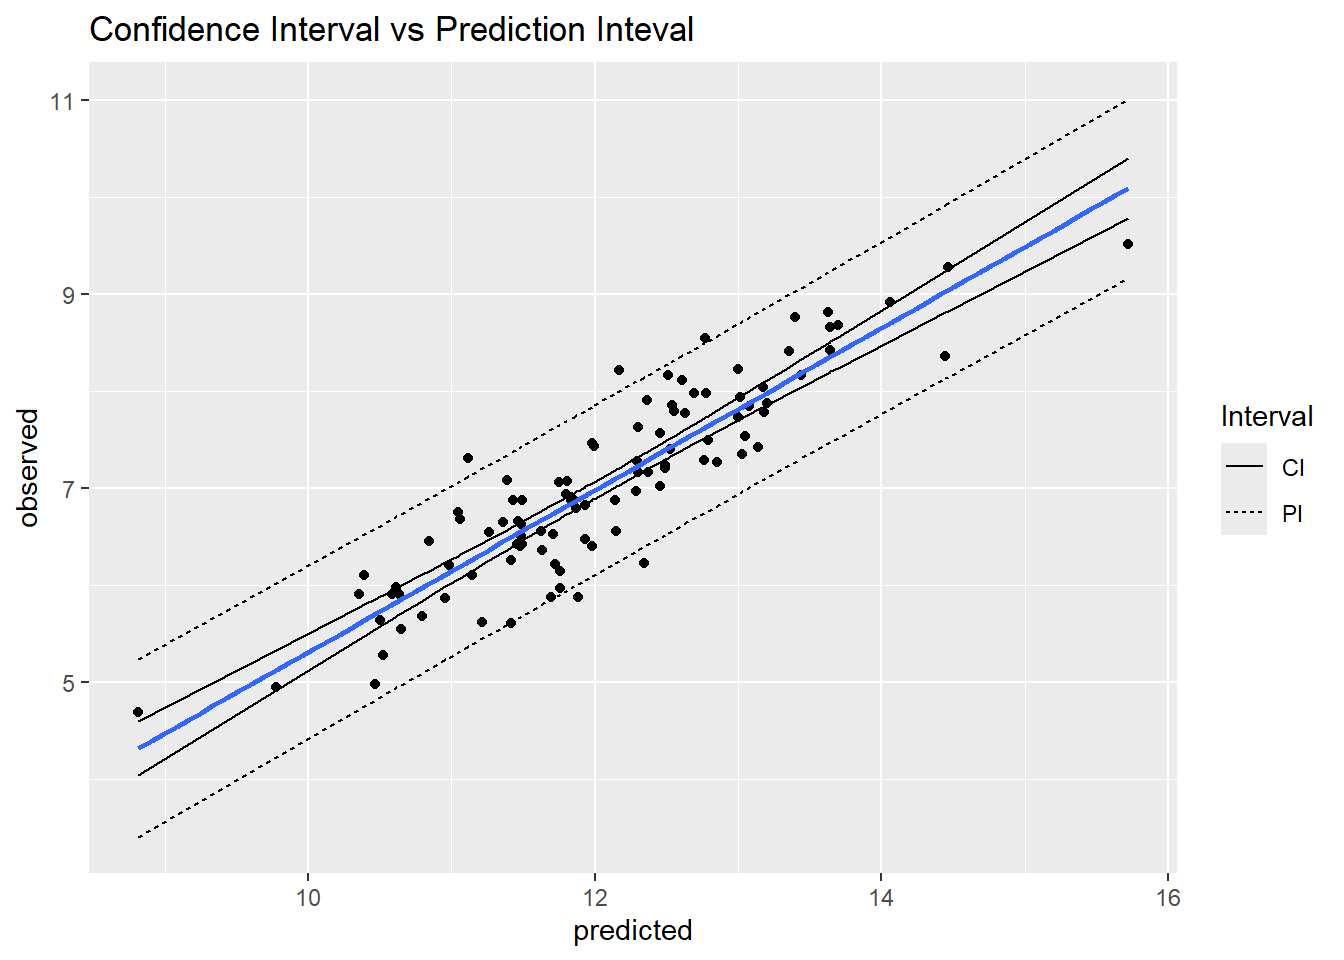 Confidence Interval vs Prediction Inteval
11
9
7
5
observed
10
12
14
16
predicted
Interval
CI
PI